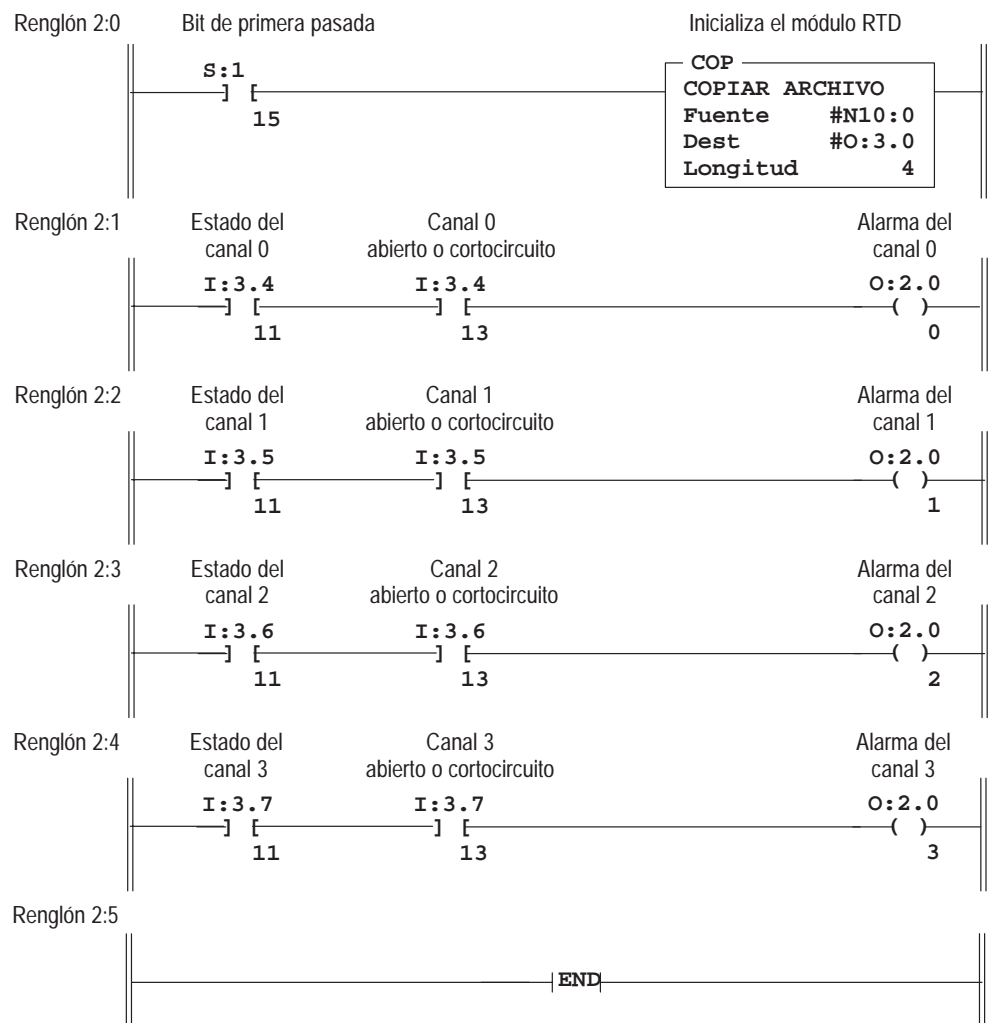 Renglón 2:0 Bit de primera pasada Inicializa el módulo RTD
S:1
] [
15
COP
COPIAR ARCHIVO
Fuente #N10:0
Dest #O:3.0
Longitud 4
Renglón 2:1 Estado del Canal 0 Alarma del
canal 0 abierto o cortocircuito canal 0
I:3.4 I:3.4 O:2.0
] [ ] [ ( )
11 13 0
Renglón 2:2 Estado del Canal 1 Alarma del
canal 1 abierto o cortocircuito canal 1
I:3.5 I:3.5 O:2.0
] [ ] [ ( )
11 13 1
Renglón 2:3 Estado del Canal 2 Alarma del
canal 2 abierto o cortocircuito canal 2
I:3.6 I:3.6 O:2.0
] [ ] [ ( )
11 13 2
Renglón 2:4 Estado del Canal 3 Alarma del
canal 3 abierto o cortocircuito canal 3
I:3.7 I:3.7 O:2.0
] [ ] [ ( )
11 13 3
Renglón 2:5
END